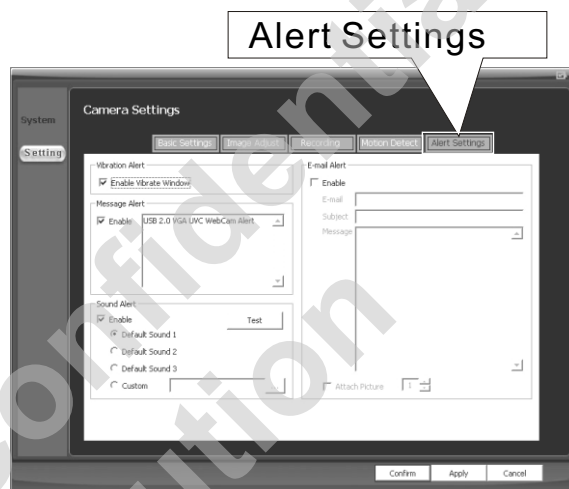 Alert Settings
Camera Settings
System
Setting
Basic Settings Image Adjust Recording Motion Detect Alert Settings
Vibration Alert
Enable Vibrate Window
Message Alert
Enable USB 2.0 VGA UVC WebCam Alert
Sound Alert
Enable Test
Default Sound 1
Default Sound 2
Default Sound 3
Custom ...
E-mail Alert
Enable
E-mail
Subject
Message
Attach Picture 1
Confirm Apply Cancel
Confidential